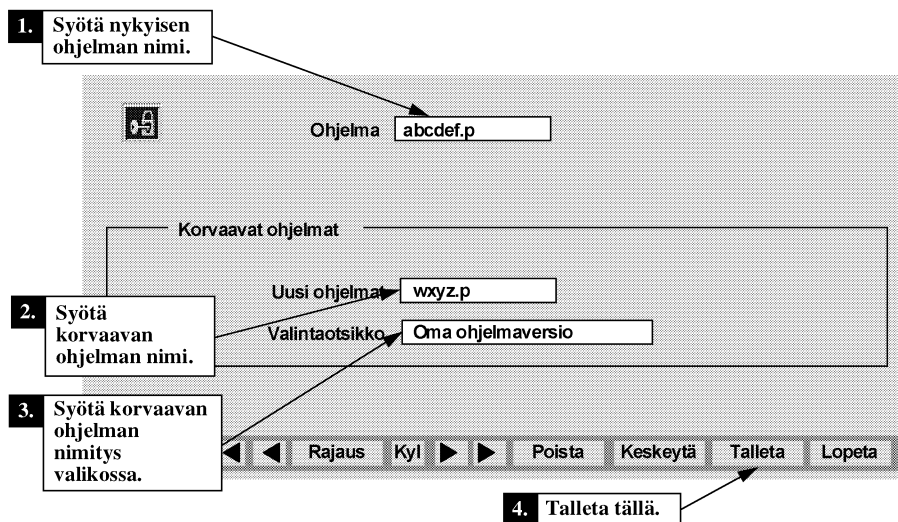 1. Syötä nykyisen
ohjelman nimi.
Ohjelma abcdef.p
Korvaavat ohjelmat
Uusi ohjelmat wxyz.p
2. Syötä
korvaavan
ohjelman nimi.
Valintaotsikko Oma ohjelmaversio
3. Syötä korvaavan
ohjelman
nimitys
valikossa.
Rajaus Kyl Poista Keskeytä Talleta Lopeta
4. Talleta tällä.